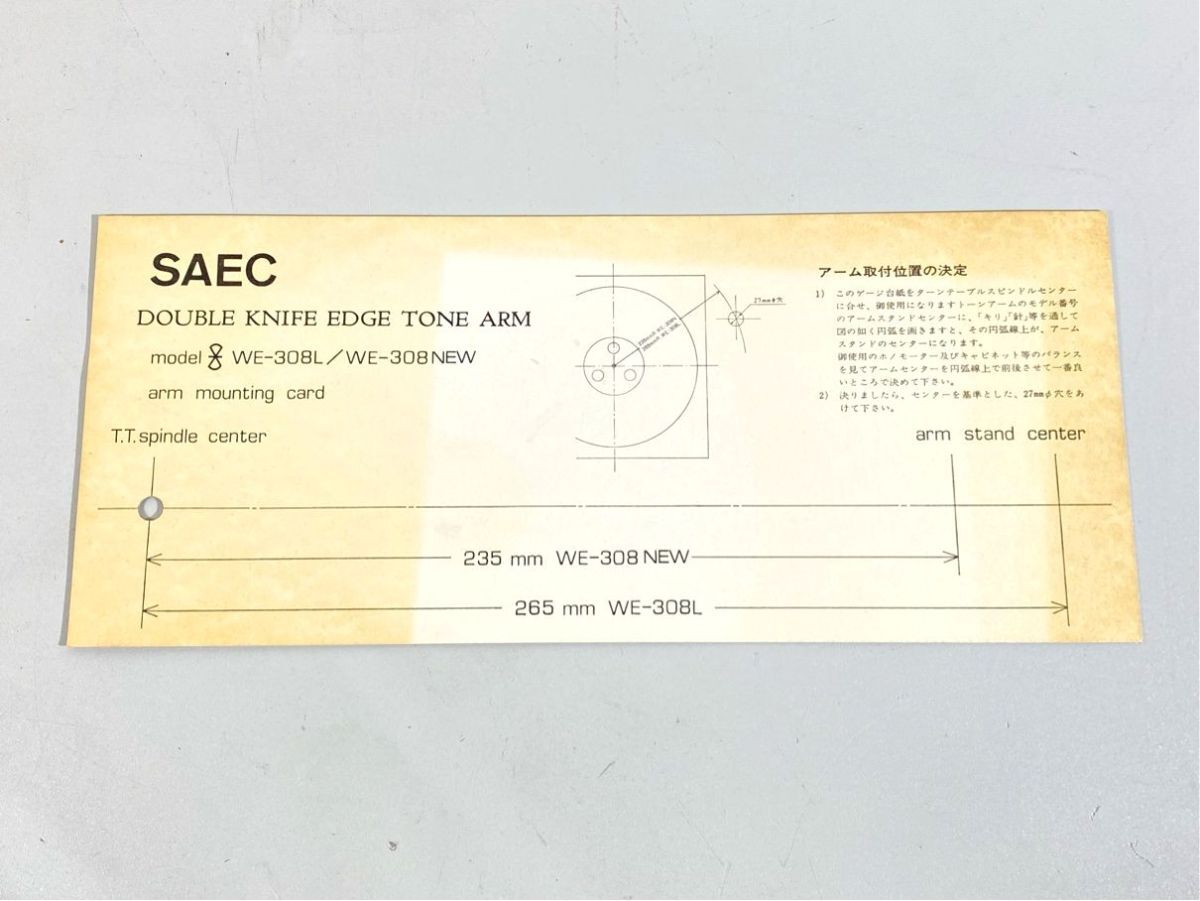 SAEC
DOUBLE KNIFE EDGE TONE ARM
model WE-308L/WE-308NEW
arm mounting card
27mmφ穴
アーム取付位置の決定
1) このゲージ台紙をターンテーブルスピンドルセンター
に合せ、御使用になりますトーンアームのモデル番号
のアームスタンドセンターに、「キリ」「針」等を通して
図の如く円弧を画きますと、その円弧線上が、アーム
スタンドのセンターになります。
御使用のホノモーター及びキャビネット等のバランス
を見てアームセンターを円弧線上で前後させて一番良
いところで決めて下さい。
2) 決りましたら、センターを基準とした、27mmφ穴をあ
けて下さい。
T.T. spindle center
arm stand center
235 mm WE-308 NEW
265 mm WE-308L